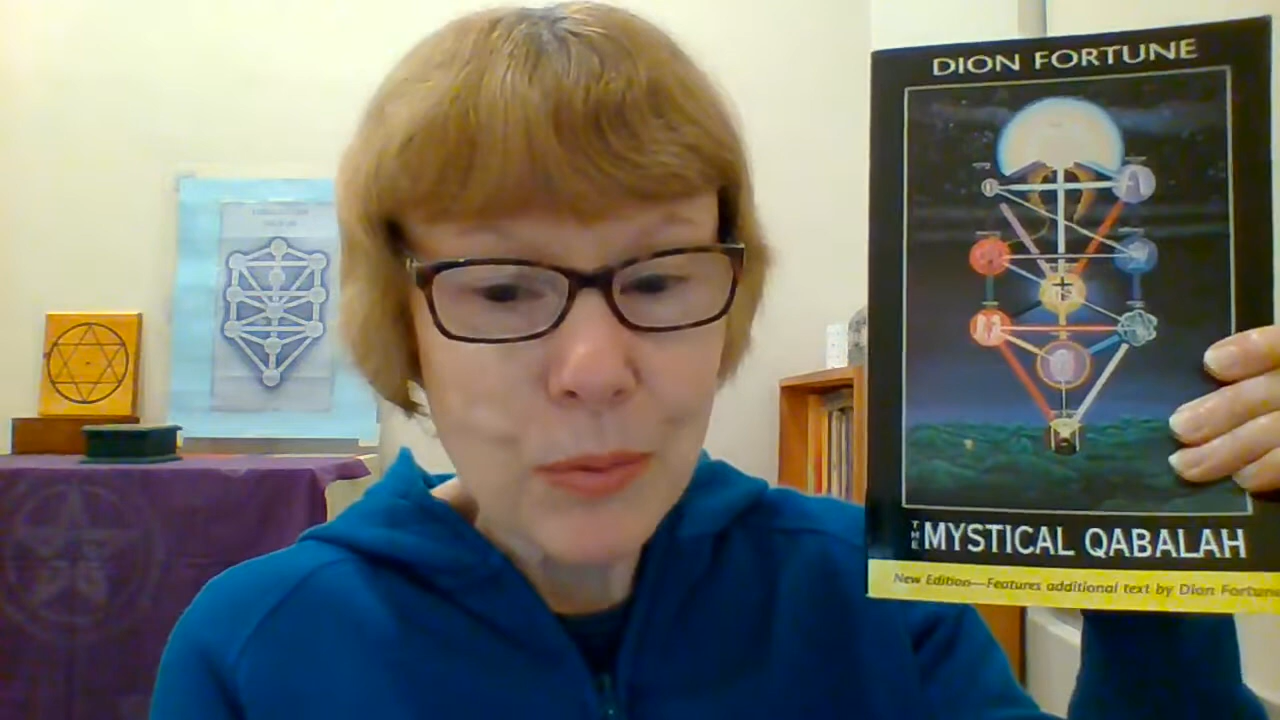 DION FORTUNE
THE MYSTICAL QABALAH
New Edition—Features additional text by Dion Fortune